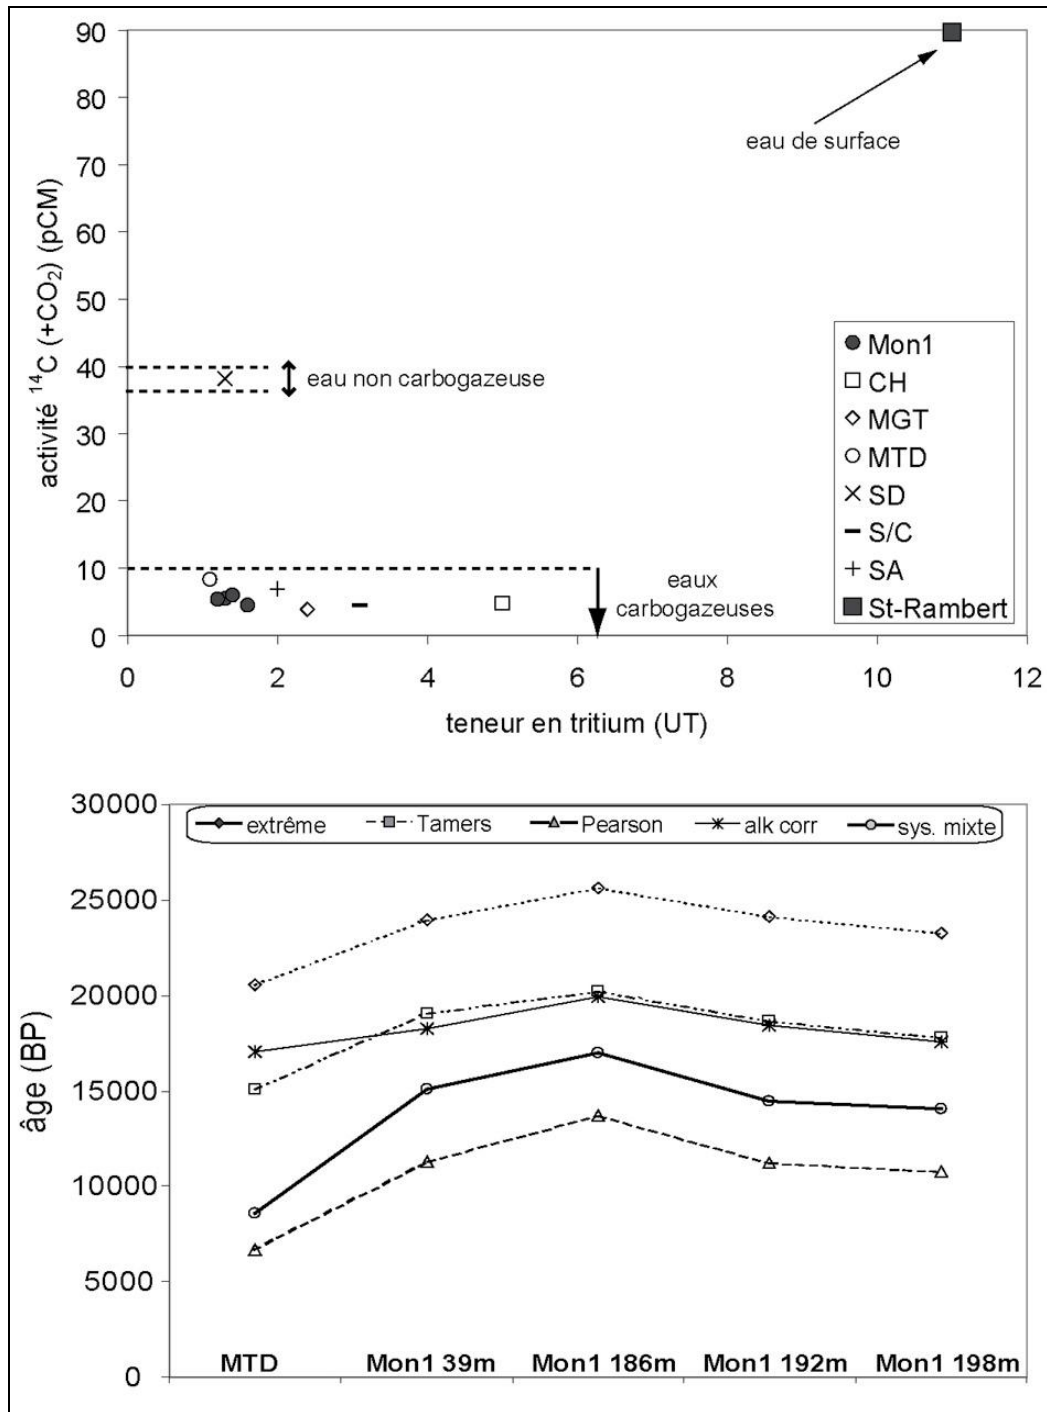 90
80
70
60
50
40
30
20
10
0
activité ¹⁴C (+CO₂) (pCM)
eau de surface
eau non carbogazeuse
eaux
carbogazeuses
Mon1
CH
MGT
MTD
SD
S/C
SA
St-Rambert
0 2 4 6 8 10 12
teneur en tritium (UT)
30000
25000
20000
15000
10000
5000
0
âge (BP)
extrême Tamers Pearson alk corr sys. mixte
MTD Mon1 39m Mon1 186m Mon1 192m Mon1 198m